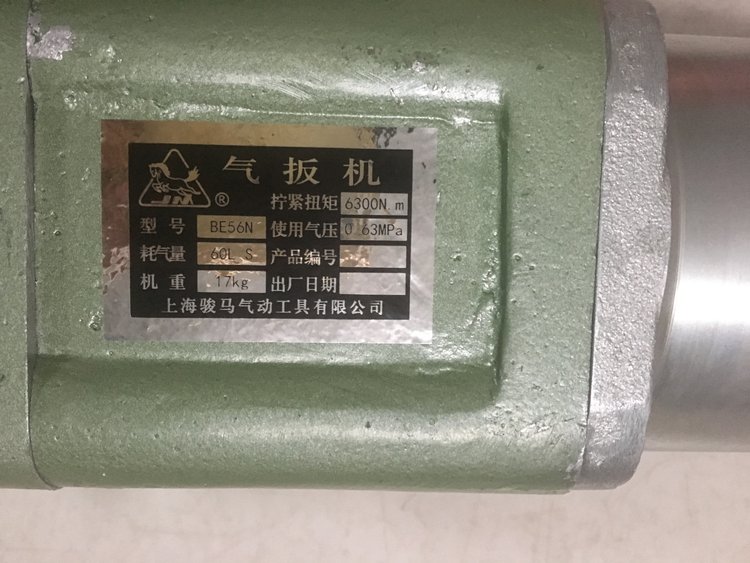 气扳机
JN ®
拧紧扭矩 6300N.m
型号 BE56N 使用气压 0.63MPa
耗气量 60L S 产品编号
机重 17kg 出厂日期
上海骏马气动工具有限公司